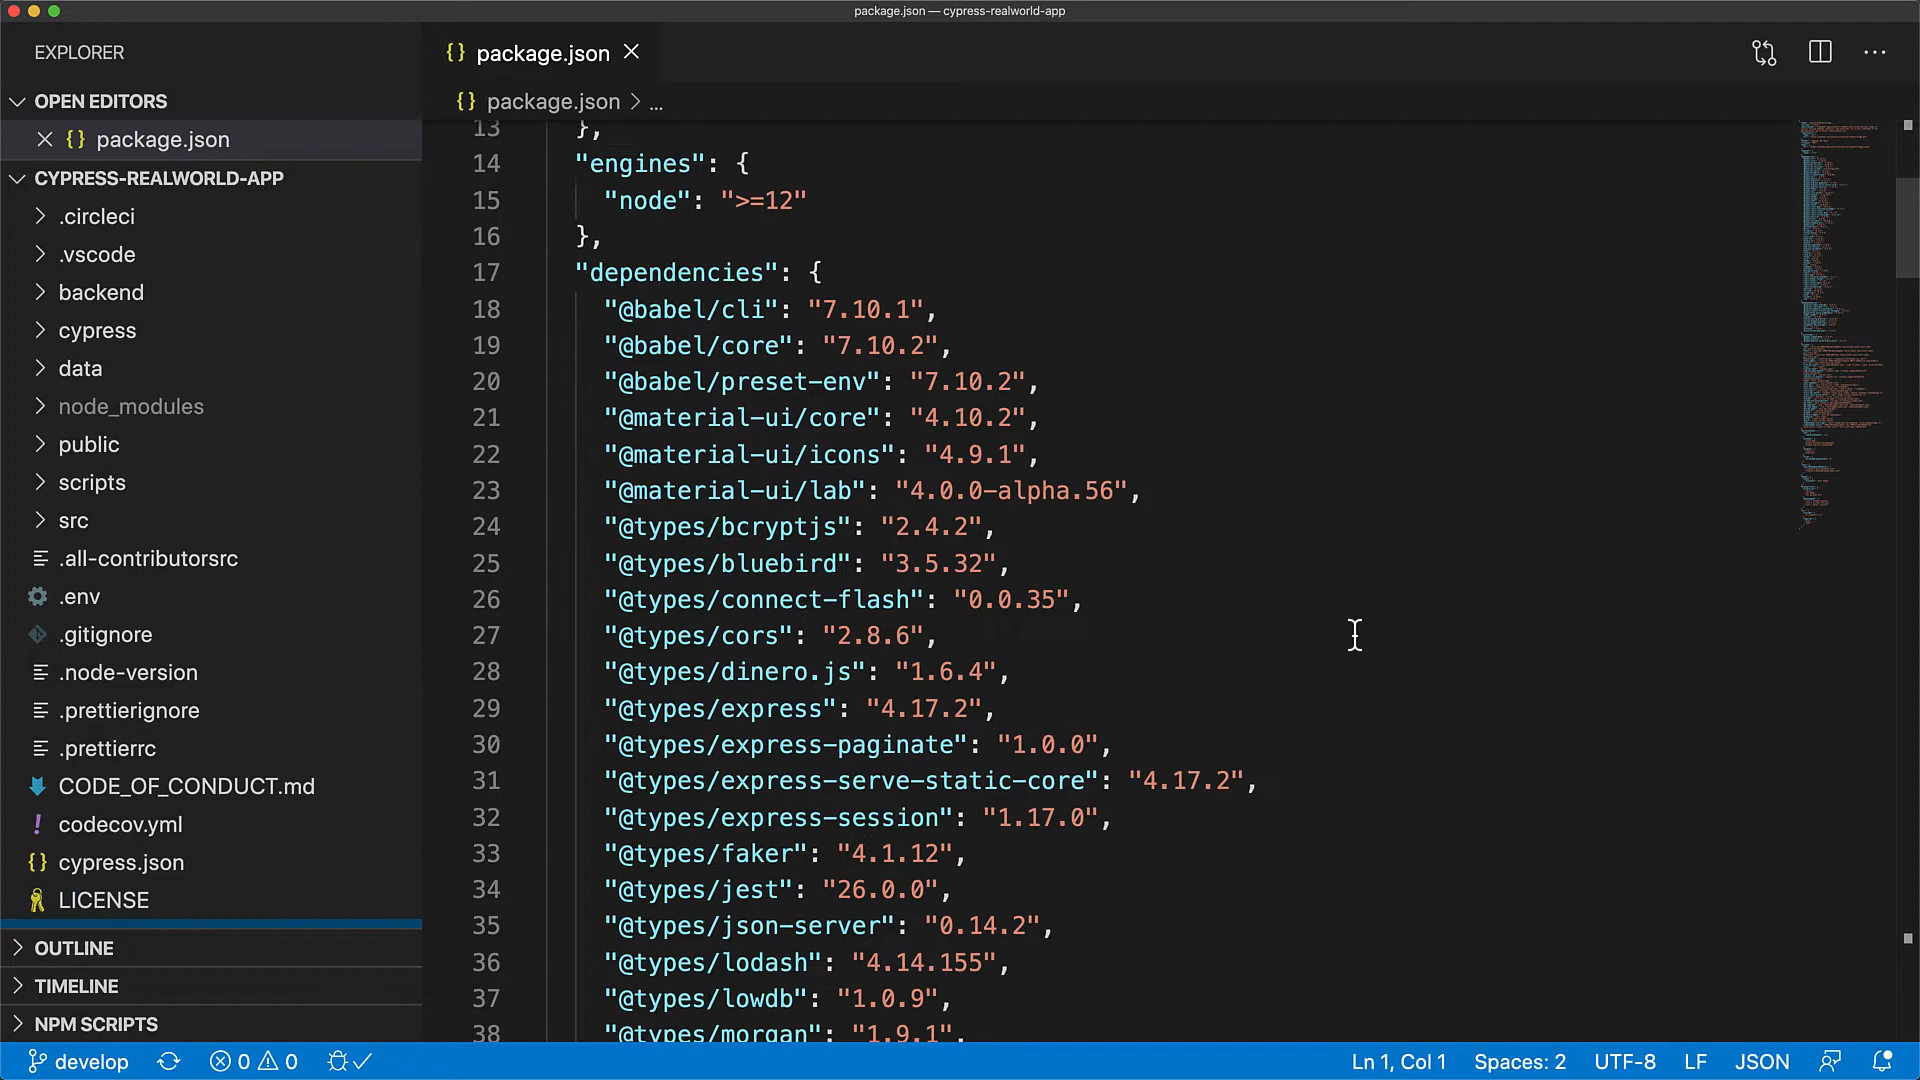 package.json — cypress-realworld-app
EXPLORER
OPEN EDITORS
{} package.json
CYPRESS-REALWORLD-APP
.circleci
.vscode
backend
cypress
data
node_modules
public
scripts
src
.all-contributorsrc
.env
.gitignore
.node-version
.prettierignore
.prettierrc
CODE_OF_CONDUCT.md
! codecov.yml
{} cypress.json
LICENSE
OUTLINE
TIMELINE
NPM SCRIPTS
{} package.json
{} package.json > ...
13 },
14 "engines": {
15 "node": ">=12"
16 },
17 "dependencies": {
18 "@babel/cli": "7.10.1",
19 "@babel/core": "7.10.2",
20 "@babel/preset-env": "7.10.2",
21 "@material-ui/core": "4.10.2",
22 "@material-ui/icons": "4.9.1",
23 "@material-ui/lab": "4.0.0-alpha.56",
24 "@types/bcryptjs": "2.4.2",
25 "@types/bluebird": "3.5.32",
26 "@types/connect-flash": "0.0.35",
27 "@types/cors": "2.8.6",
28 "@types/dinero.js": "1.6.4",
29 "@types/express": "4.17.2",
30 "@types/express-paginate": "1.0.0",
31 "@types/express-serve-static-core": "4.17.2",
32 "@types/express-session": "1.17.0",
33 "@types/faker": "4.1.12",
34 "@types/jest": "26.0.0",
35 "@types/json-server": "0.14.2",
36 "@types/lodash": "4.14.155",
37 "@types/lowdb": "1.0.9",
38 "@types/morgan": "1.9.1",
develop 0 0 Ln 1, Col 1 Spaces: 2 UTF-8 LF JSON